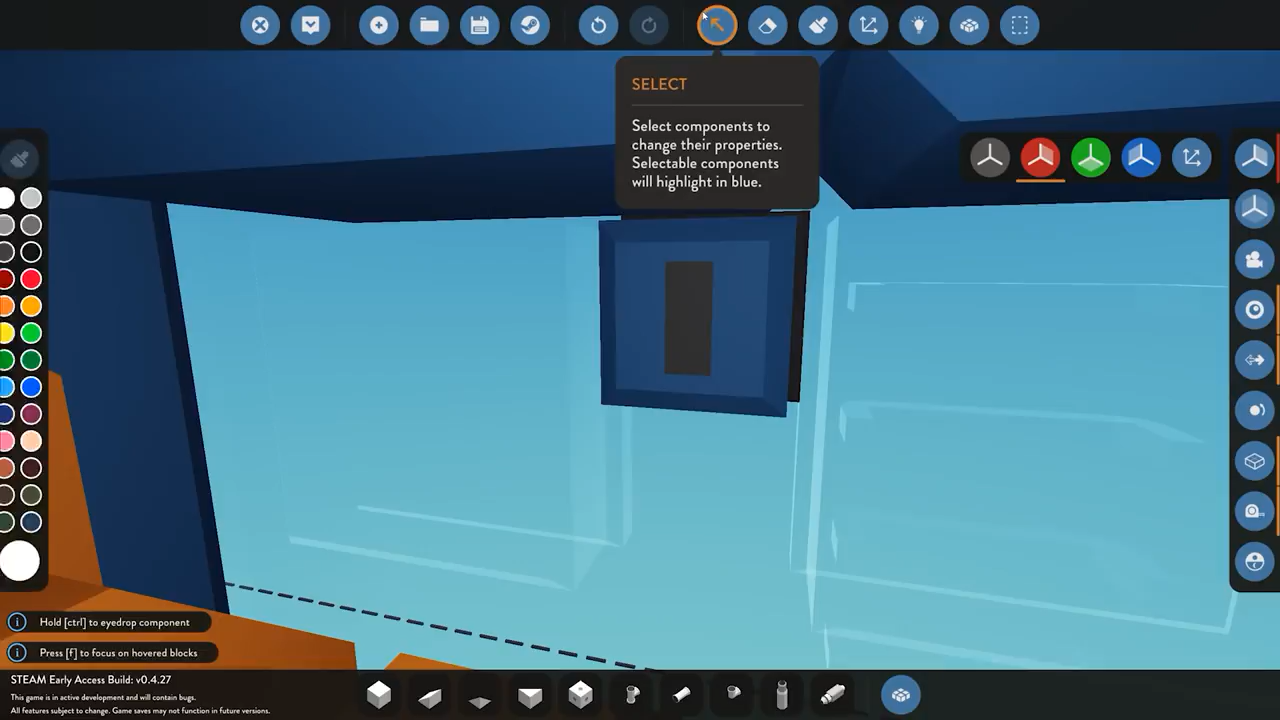 SELECT
Select components to
change their properties.
Selectable components
will highlight in blue.
Hold [ctrl] to eyedrop component
Press [f] to focus on hovered blocks
STEAM Early Access Build: v0.4.27
This game is in active development and will contain bugs.
All features subject to change. Game saves may not function in future versions.